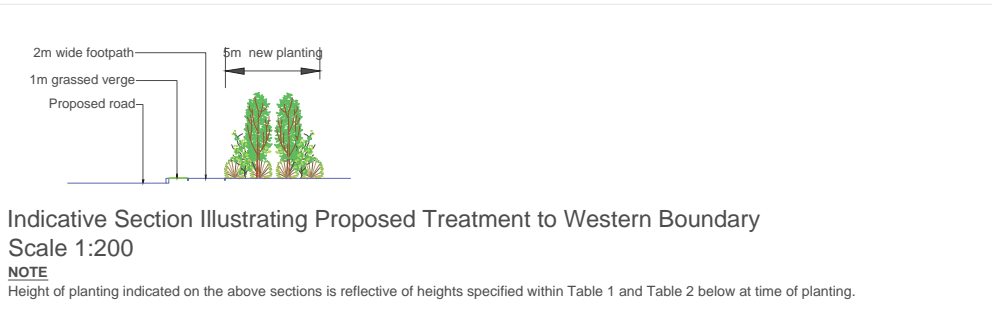 2m wide footpath
5m new planting
1m grassed verge
Proposed road
Indicative Section Illustrating Proposed Treatment to Western Boundary
Scale 1:200
NOTE
Height of planting indicated on the above sections is reflective of heights specified within Table 1 and Table 2 below at time of planting.